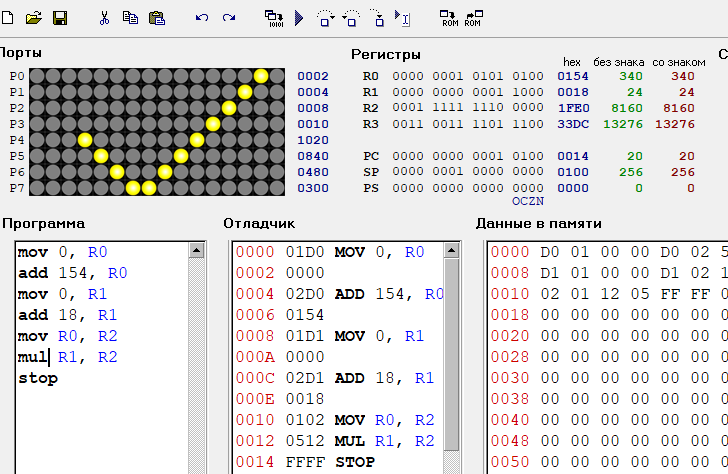 ROM ROM
Порты
P0 0002
P1 0004
P2 0008
P3 0010
P4 1020
P5 0840
P6 0480
P7 0300
Регистры hex без знака со знаком С
R0 0000 0001 0101 0100 0154 340 340
R1 0000 0000 0001 1000 0018 24 24
R2 0001 1111 1110 0000 1FE0 8160 8160
R3 0011 0011 1101 1100 33DC 13276 13276
PC 0000 0000 0001 0100 0014 20 20
SP 0000 0001 0000 0000 0100 256 256
PS 0000 0000 0000 0000 0000 0 0
OCZN
Программа
mov 0, R0
add 154, R0
mov 0, R1
add 18, R1
mov R0, R2
mul R1, R2
stop
Отладчик
0000 01D0 MOV 0, R0
0002 0000
0004 02D0 ADD 154, R0
0006 0154
0008 01D1 MOV 0, R1
000A 0000
000C 02D1 ADD 18, R1
000E 0018
0010 0102 MOV R0, R2
0012 0512 MUL R1, R2
0014 FFFF STOP
Данные в памяти
0000 D0 01 00 00 D0 02 5
0008 D1 01 00 00 D1 02 1
0010 02 01 12 05 FF FF 0
0018 00 00 00 00 00 00 0
0020 00 00 00 00 00 00 0
0028 00 00 00 00 00 00 0
0030 00 00 00 00 00 00 0
0038 00 00 00 00 00 00 0
0040 00 00 00 00 00 00 0
0048 00 00 00 00 00 00 0
0050 00 00 00 00 00 00 0